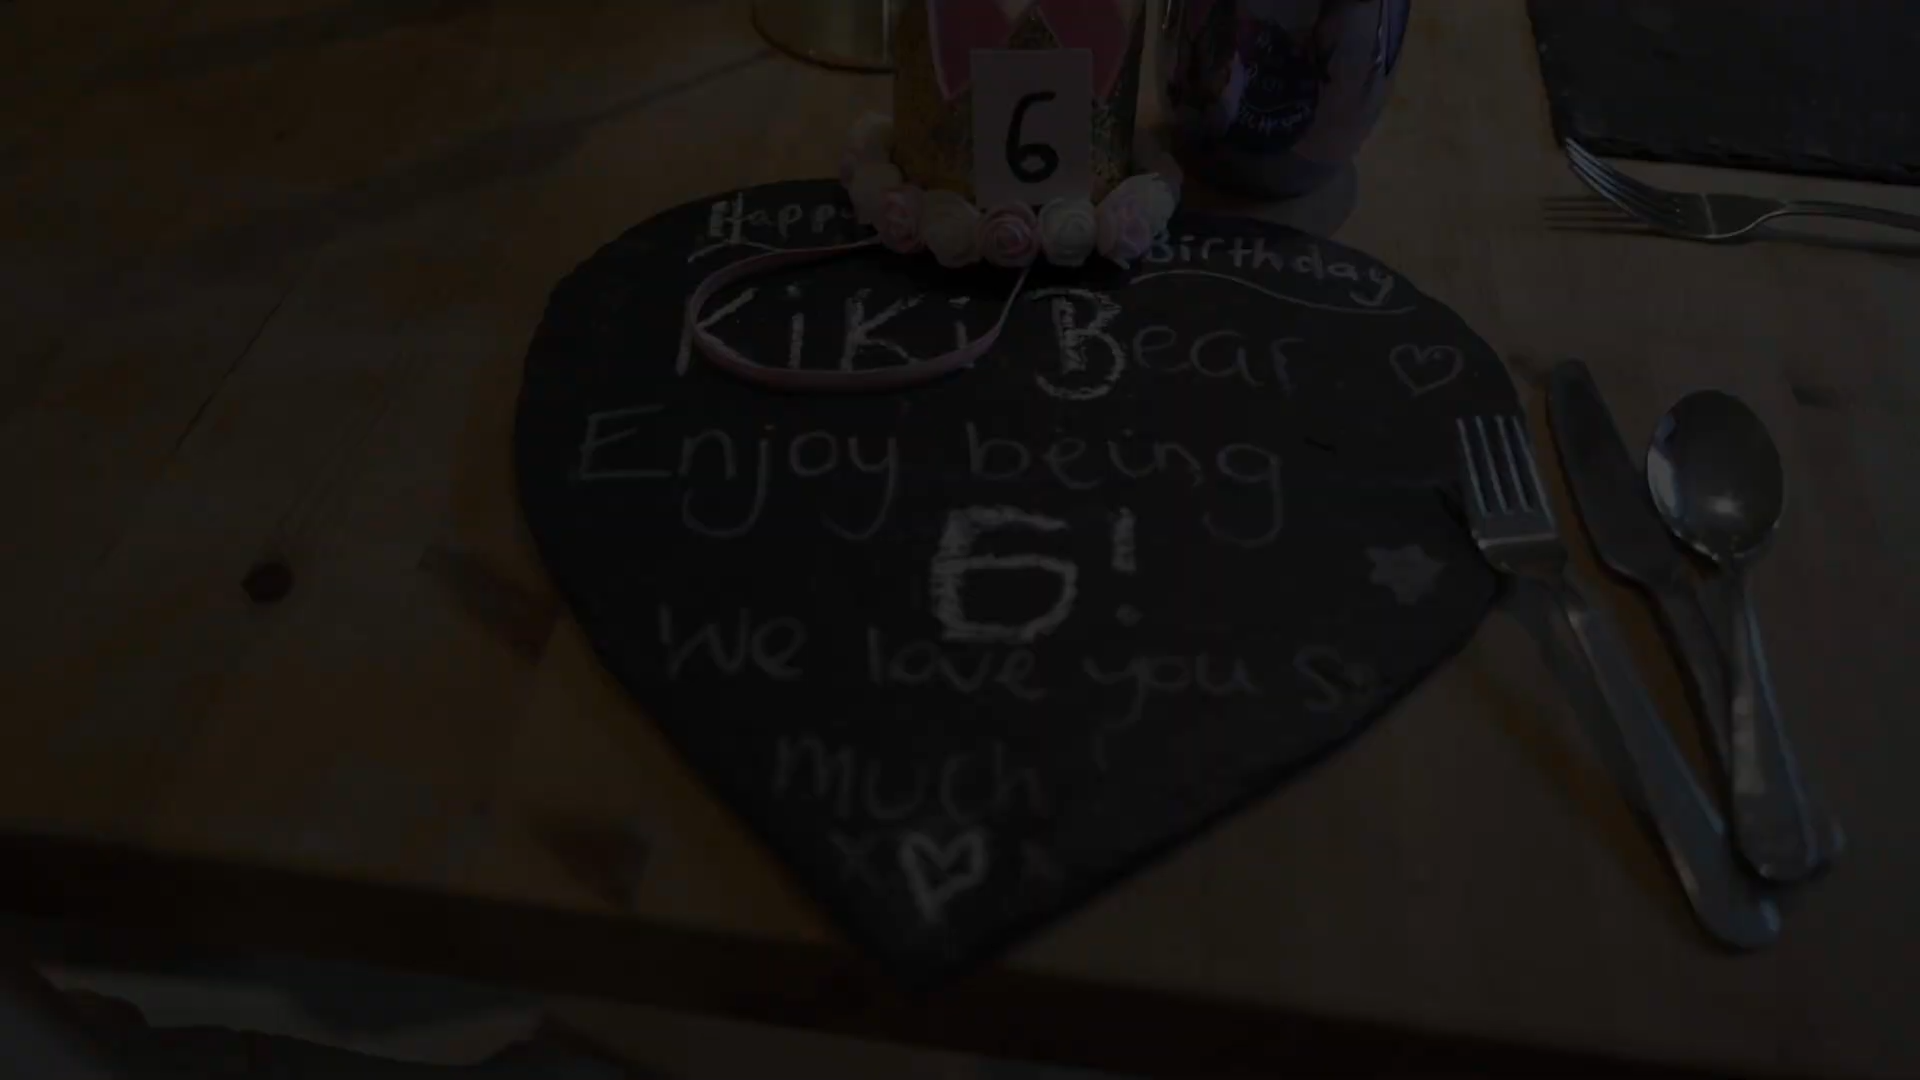 6
Happy Birthday
KiKi Bear
Enjoy being
6!
We love you so
much!
x x